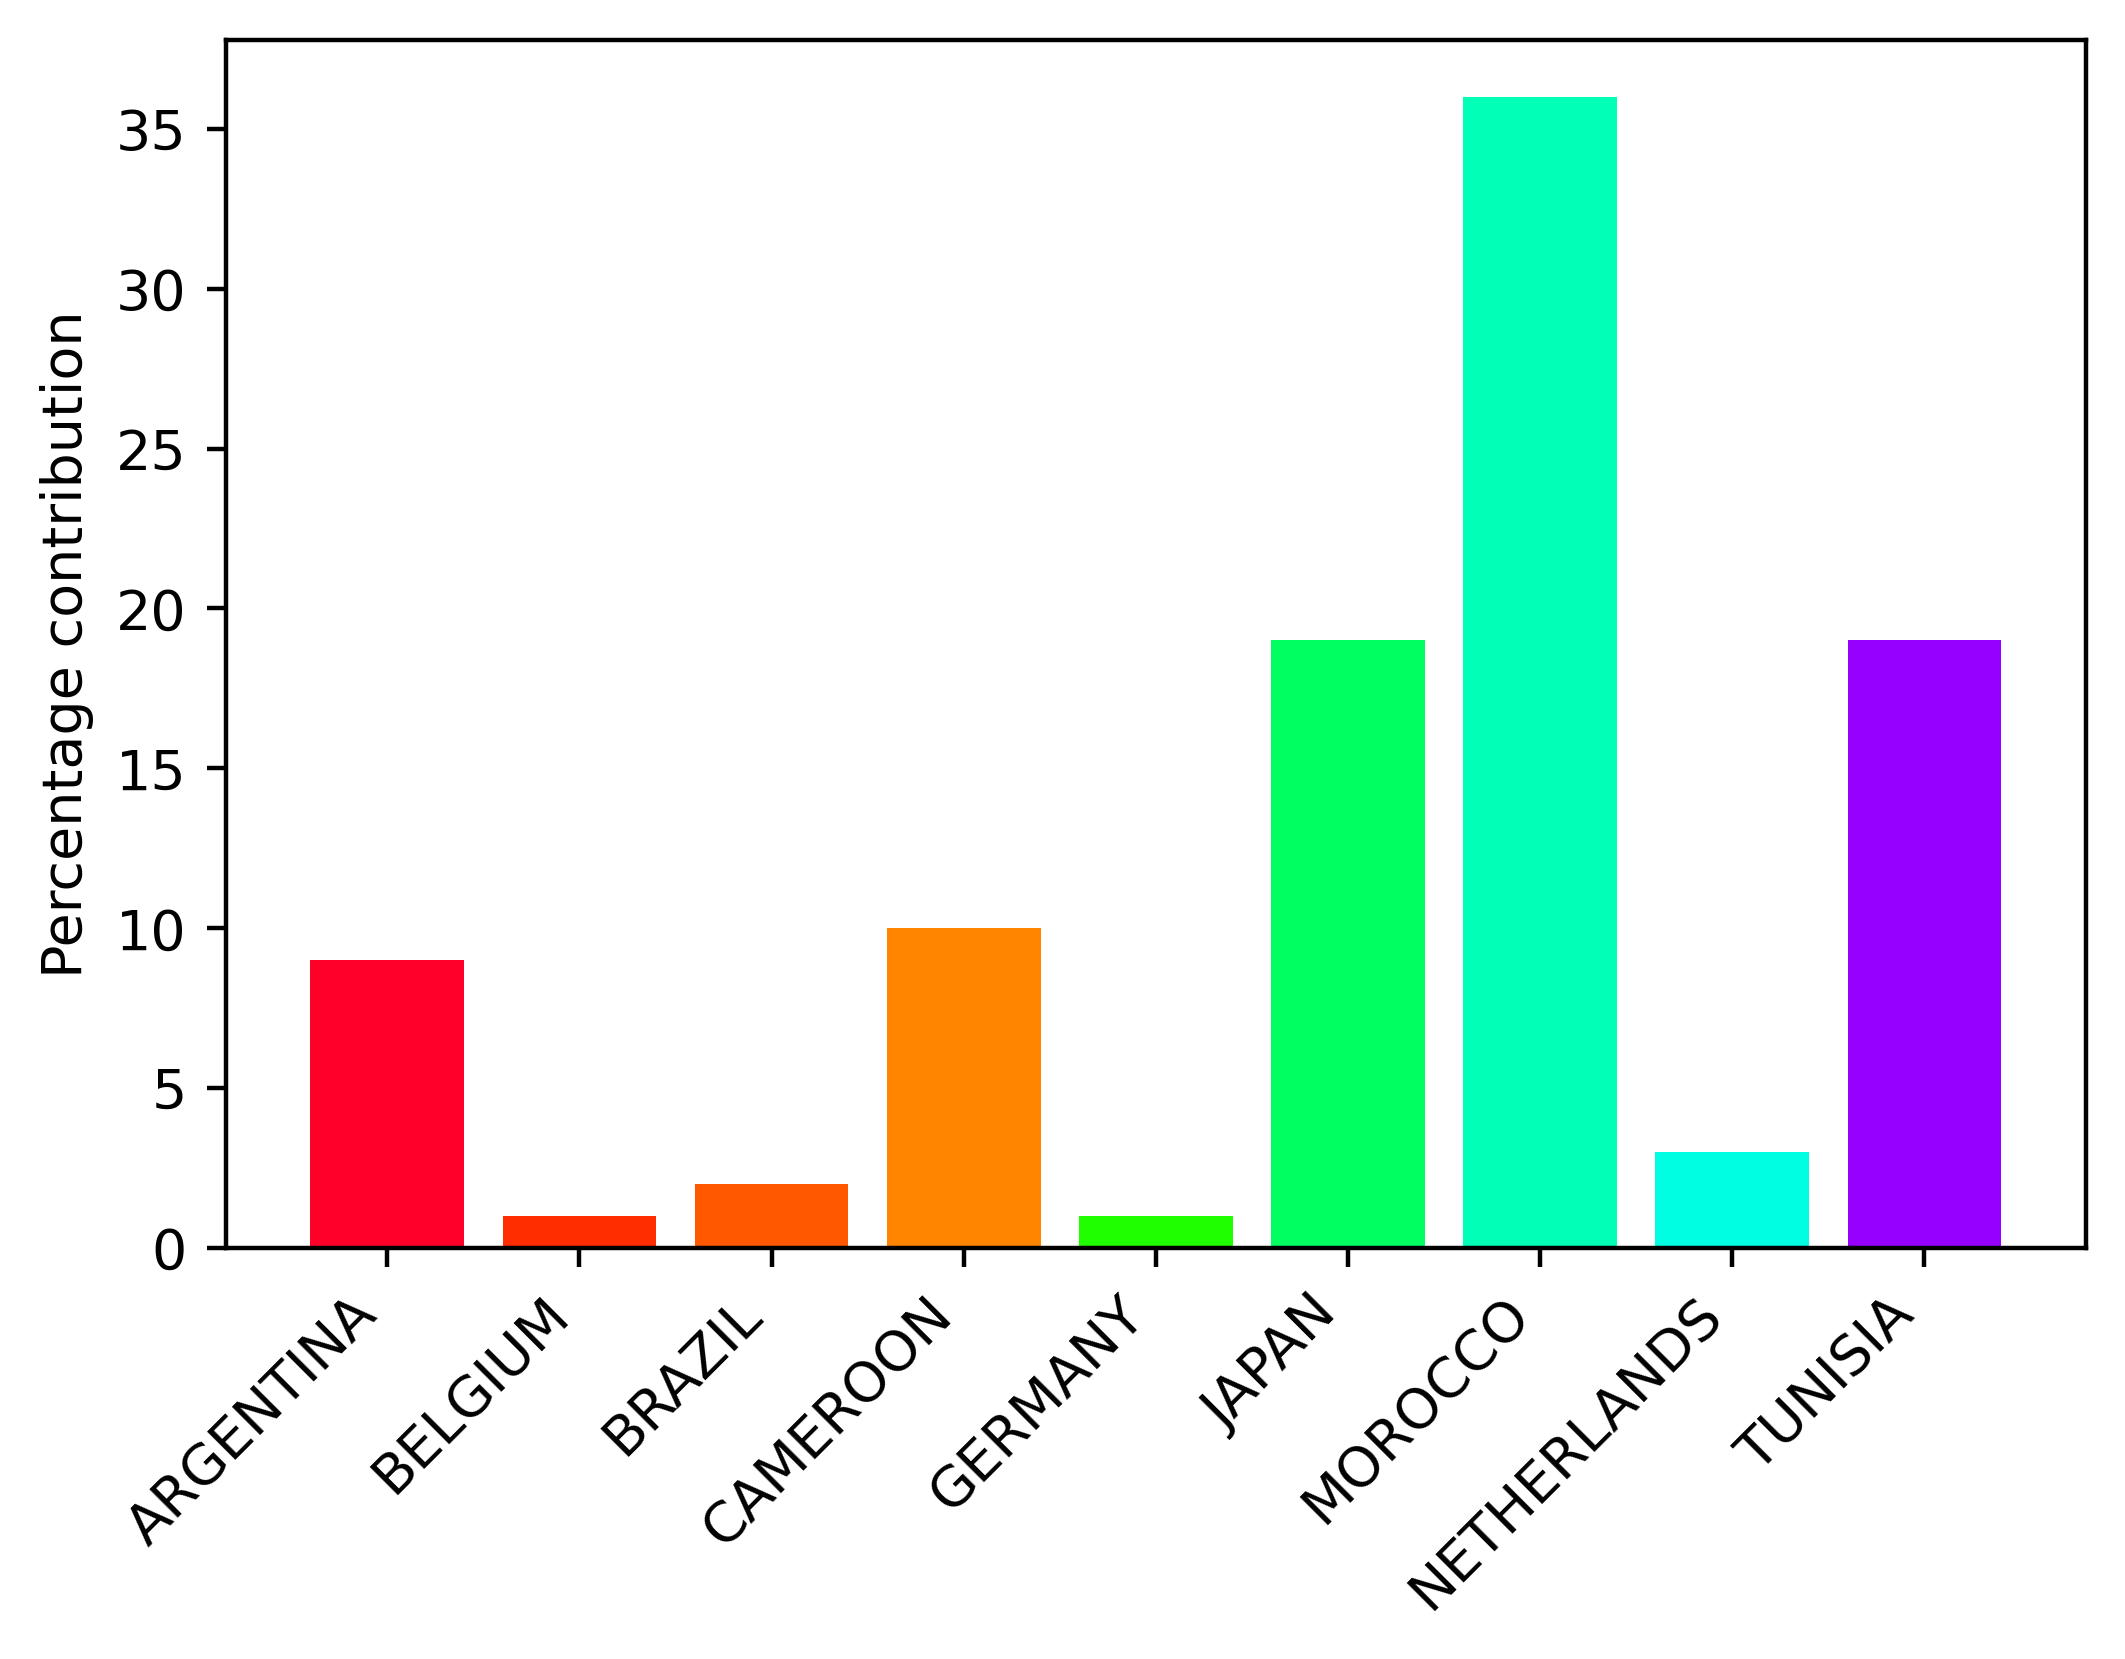 Percentage contribution
35
30
25
20
15
10
5
0
ARGENTINA
BELGIUM
BRAZIL
CAMEROON
GERMANY
JAPAN
MOROCCO
NETHERLANDS
TUNISIA